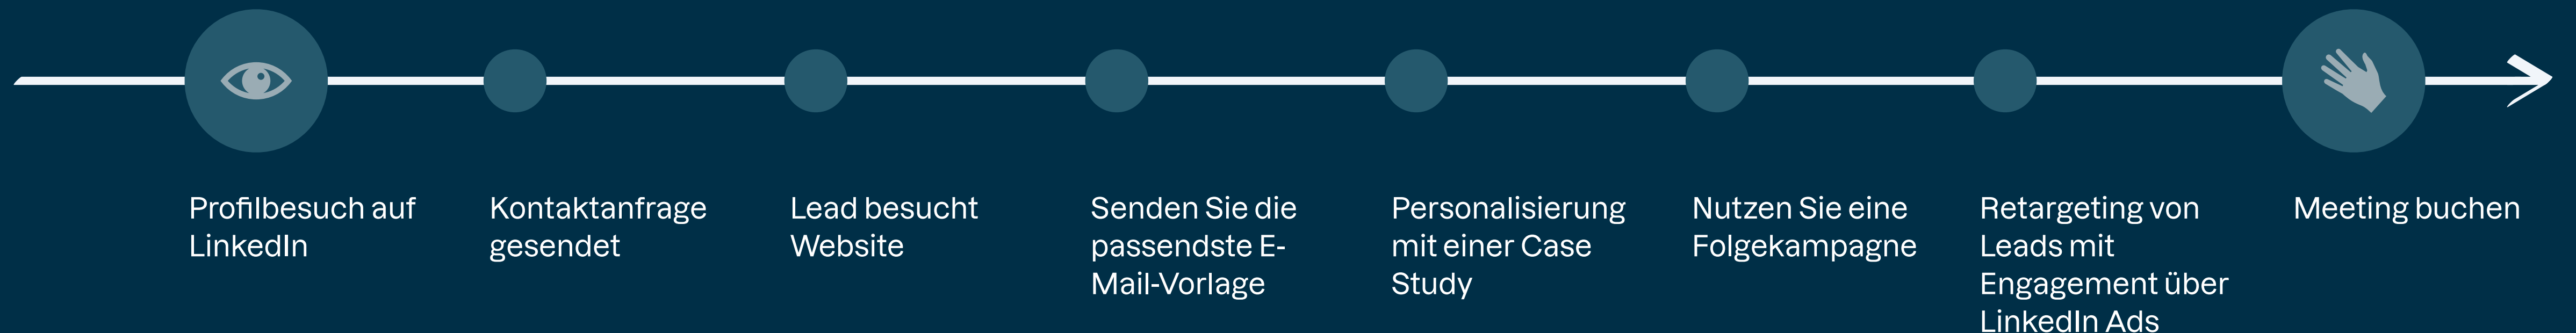 Profilbesuch auf
LinkedIn
Kontaktanfrage
gesendet
Lead besucht
Website
Senden Sie die
passendste E-
Mail-Vorlage
Personalisierung
mit einer Case
Study
Nutzen Sie eine
Folgekampagne
Retargeting von
Leads mit
Engagement über
LinkedIn Ads
Meeting buchen